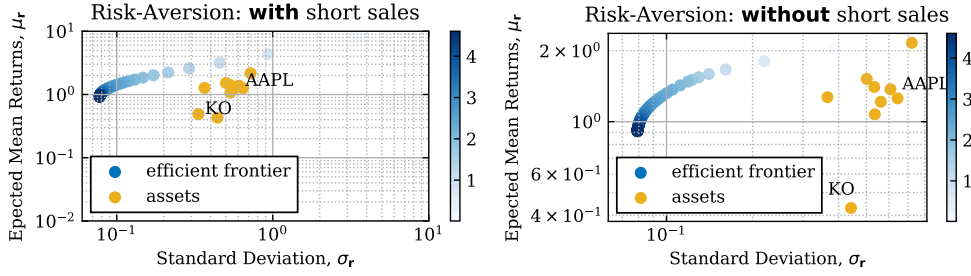 Risk-Aversion: with short sales
Epected Mean Returns, μr
10^1
10^0
10^−1
10^−2
AAPL
KO
efficient frontier
assets
10^−1
10^0
10^1
Standard Deviation, σr
4
3
2
1
Risk-Aversion: without short sales
Epected Mean Returns, μr
2 × 10^0
10^0
6 × 10^−1
4 × 10^−1
AAPL
KO
efficient frontier
assets
10^−1
Standard Deviation, σr
4
3
2
1